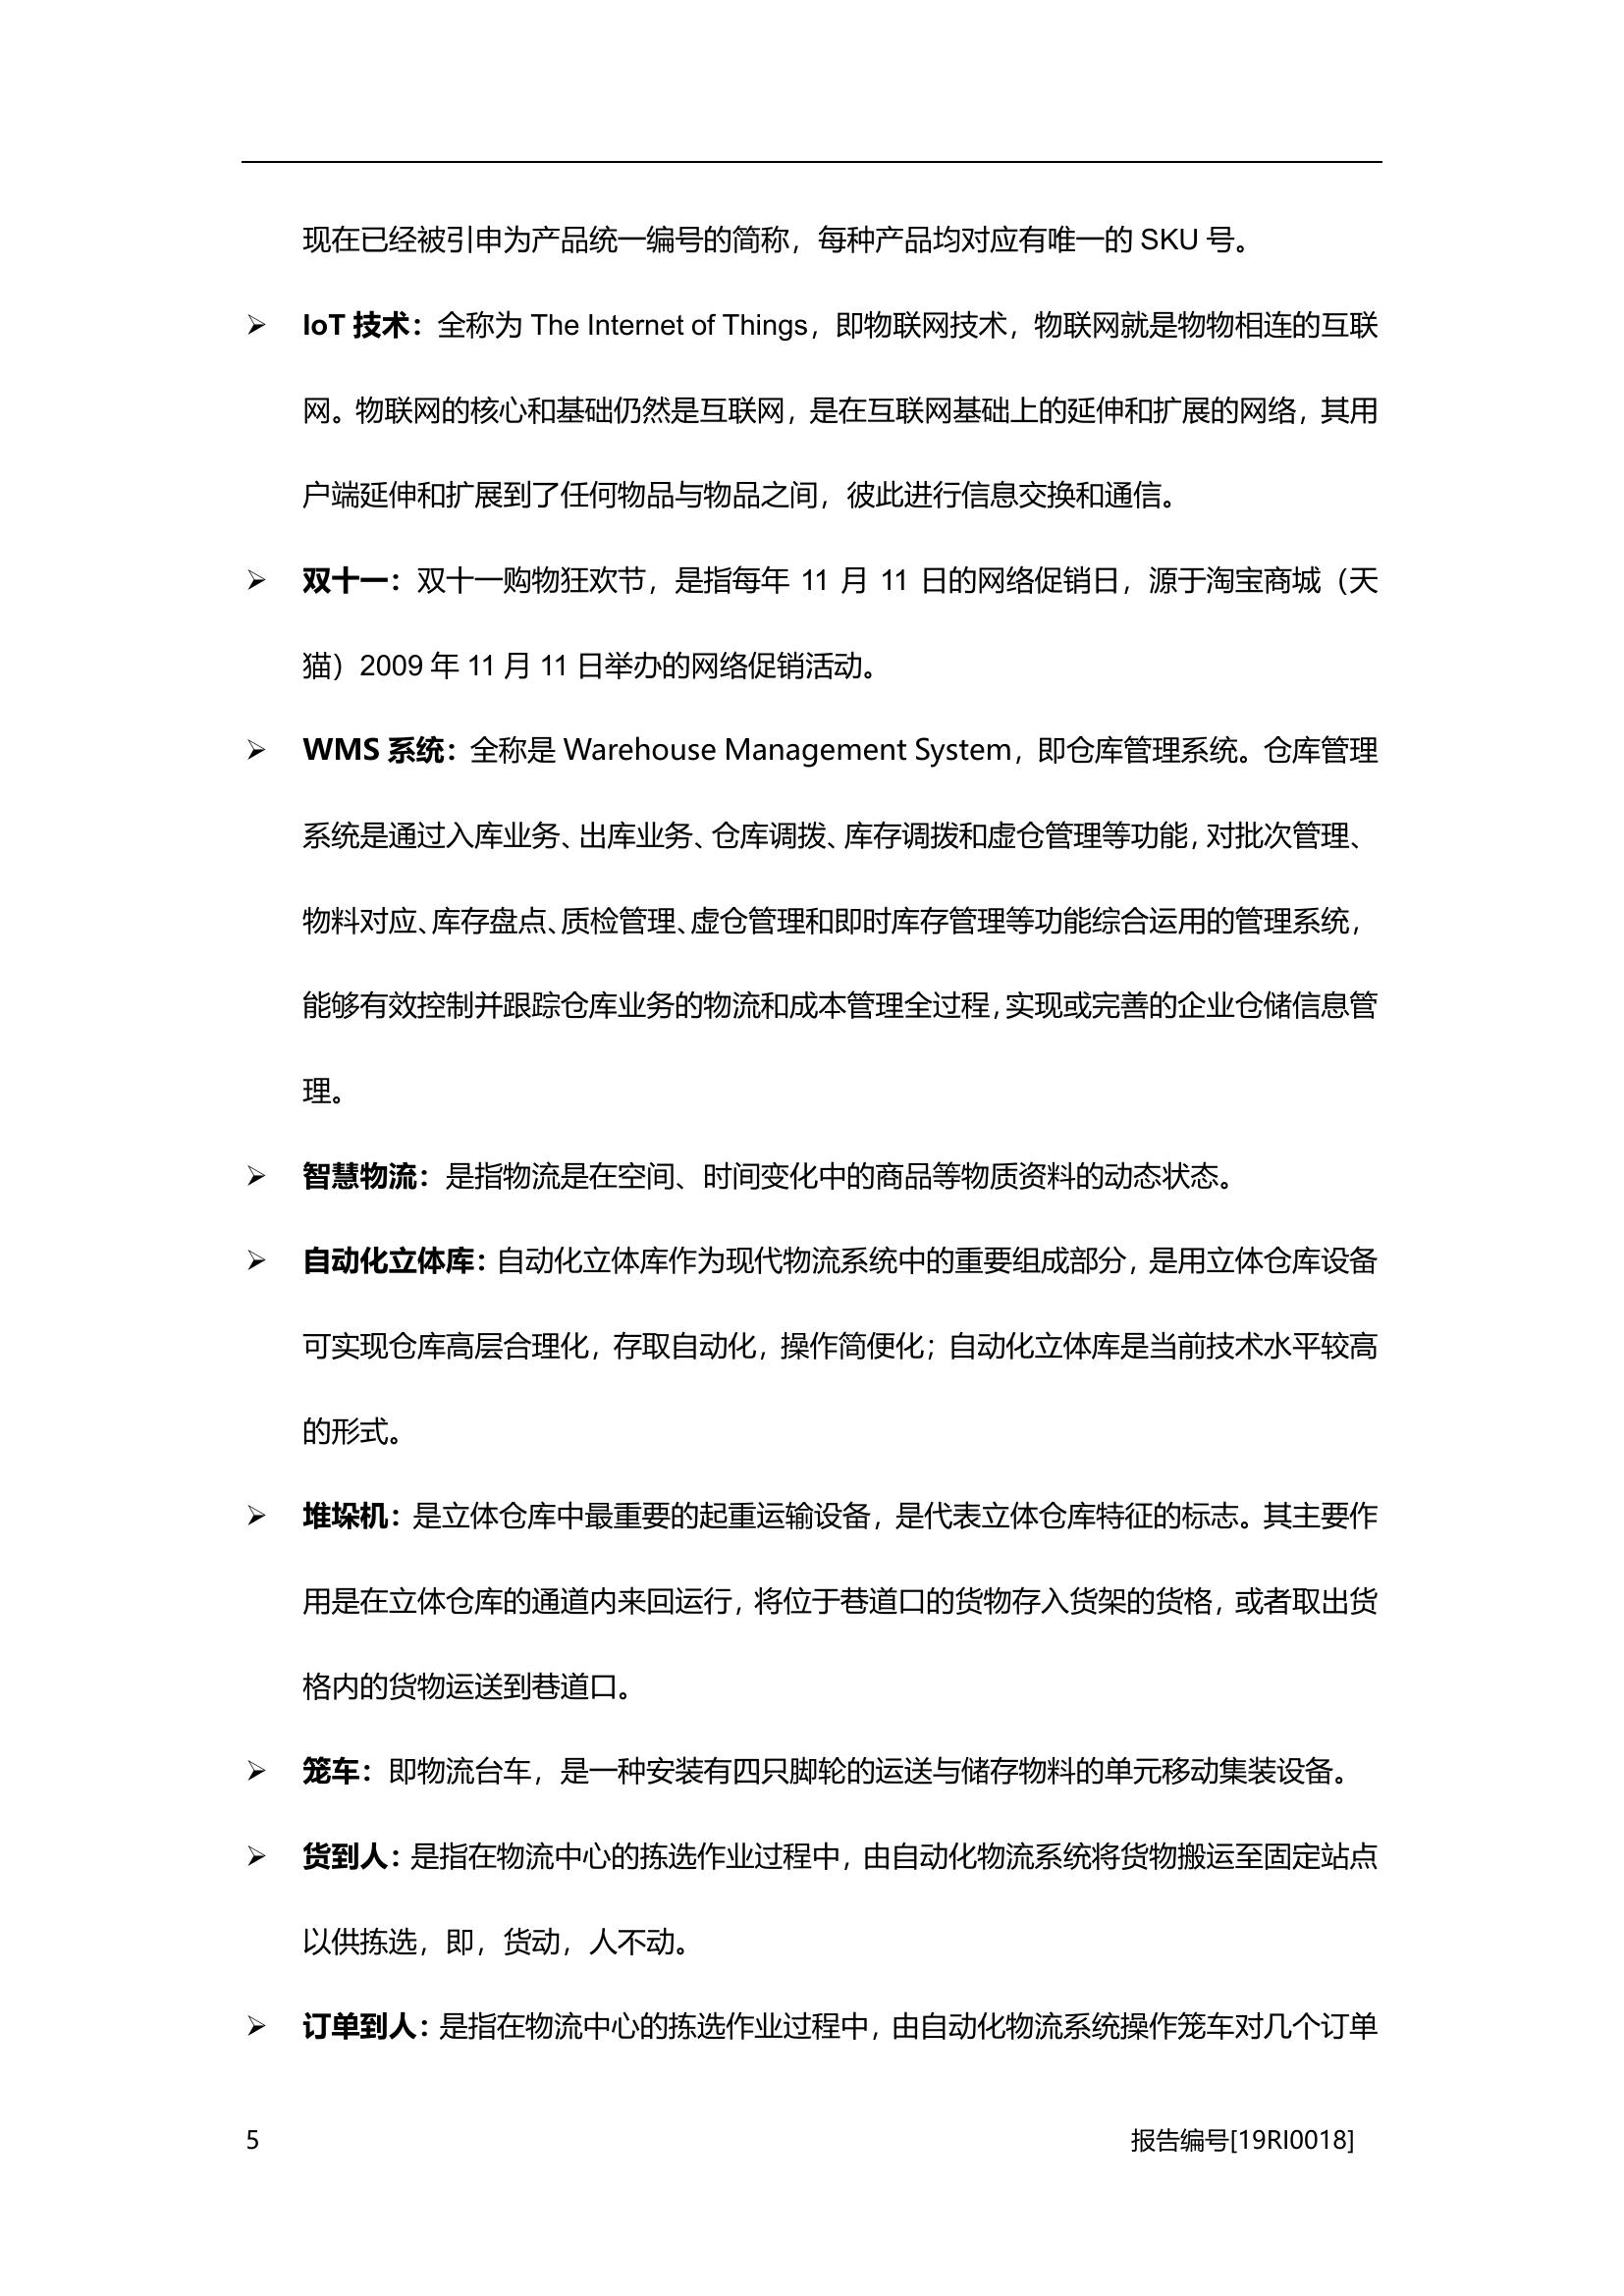 现在已经被引申为产品统一编号的简称，每种产品均对应有唯一的 SKU 号。
➢ IoT 技术：全称为 The Internet of Things，即物联网技术，物联网就是物物相连的互联
网。物联网的核心和基础仍然是互联网，是在互联网基础上的延伸和扩展的网络，其用
户端延伸和扩展到了任何物品与物品之间，彼此进行信息交换和通信。
➢ 双十一：双十一购物狂欢节，是指每年 11 月 11 日的网络促销日，源于淘宝商城（天
猫）2009 年 11 月 11 日举办的网络促销活动。
➢ WMS 系统：全称是 Warehouse Management System，即仓库管理系统。仓库管理
系统是通过入库业务、出库业务、仓库调拨、库存调拨和虚仓管理等功能，对批次管理、
物料对应、库存盘点、质检管理、虚仓管理和即时库存管理等功能综合运用的管理系统，
能够有效控制并跟踪仓库业务的物流和成本管理全过程，实现或完善的企业仓储信息管
理。
➢ 智慧物流：是指物流是在空间、时间变化中的商品等物质资料的动态状态。
➢ 自动化立体库：自动化立体库作为现代物流系统中的重要组成部分，是用立体仓库设备
可实现仓库高层合理化，存取自动化，操作简便化；自动化立体库是当前技术水平较高
的形式。
➢ 堆垛机：是立体仓库中最重要的起重运输设备，是代表立体仓库特征的标志。其主要作
用是在立体仓库的通道内来回运行，将位于巷道口的货物存入货架的货格，或者取出货
格内的货物运送到巷道口。
➢ 笼车：即物流台车，是一种安装有四只脚轮的运送与储存物料的单元移动集装设备。
➢ 货到人：是指在物流中心的拣选作业过程中，由自动化物流系统将货物搬运至固定站点
以供拣选，即，货动，人不动。
➢ 订单到人：是指在物流中心的拣选作业过程中，由自动化物流系统操作笼车对几个订单
5 报告编号[19RI0018]